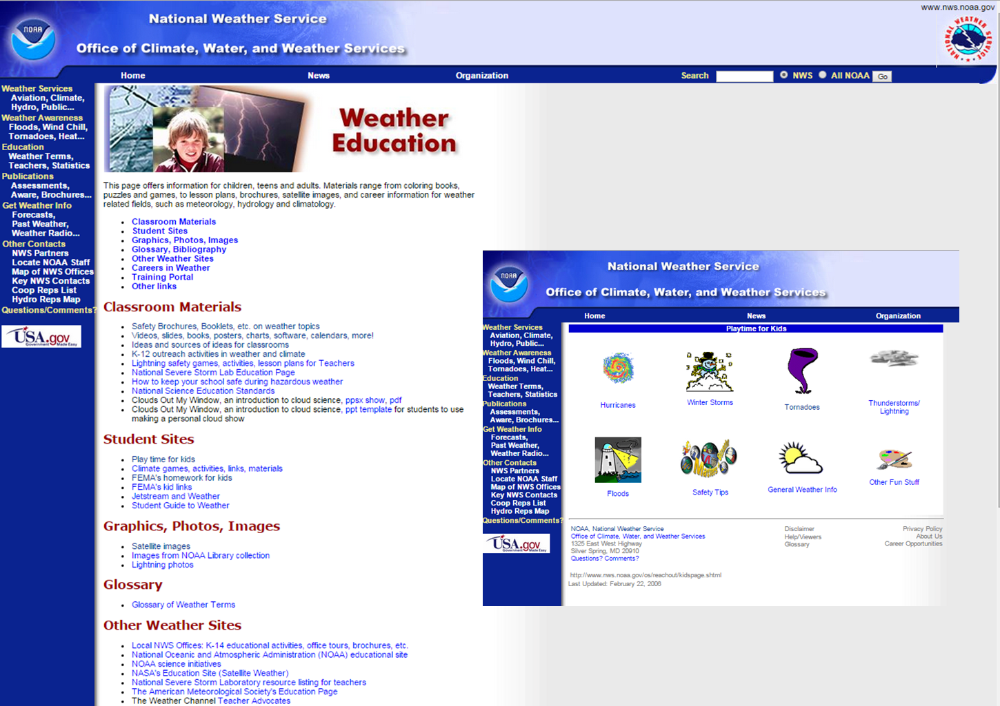 www.nws.noaa.gov
National Weather Service
NOAA
Office of Climate, Water, and Weather Services
NATIONAL WEATHER SERVICE
Home News Organization Search NWS All NOAA Go
Weather Services
Aviation, Climate,
Hydro, Public...
Weather Awareness
Floods, Wind Chill,
Tornadoes, Heat...
Education
Weather Terms,
Teachers, Statistics
Publications
Assessments,
Aware, Brochures...
Get Weather Info
Forecasts,
Past Weather,
Weather Radio...
Other Contacts
NWS Partners
Locate NOAA Staff
Map of NWS Offices
Key NWS Contacts
Coop Reps List
Hydro Reps Map
Questions/Comments?
USA.gov
Government Made Easy
Weather
Education
This page offers information for children, teens and adults. Materials range from coloring books,
puzzles and games, to lesson plans, brochures, satellite images, and career information for weather
related fields, such as meteorology, hydrology and climatology.
Classroom Materials
Student Sites
Graphics, Photos, Images
Glossary, Bibliography
Other Weather Sites
Careers in Weather
Training Portal
Other links
Classroom Materials
Safety Brochures, Booklets, etc. on weather topics
Videos, slides, books, posters, charts, software, calendars, more!
Ideas and sources of ideas for classrooms
K-12 outreach activities in weather and climate
Lightning safety games, activities, lesson plans for Teachers
National Severe Storm Lab Education Page
How to keep your school safe during hazardous weather
National Science Education Standards
Clouds Out My Window, an introduction to cloud science, ppsx show, pdf
Clouds Out My Window, an introduction to cloud science, ppt template for students to use
making a personal cloud show
Student Sites
Play time for kids
Climate games, activities, links, materials
FEMA's homework for kids
FEMA's kid links
Jetstream and Weather
Student Guide to Weather
Graphics, Photos, Images
Satellite images
Images from NOAA Library collection
Lightning photos
Glossary
Glossary of Weather Terms
Other Weather Sites
Local NWS Offices: K-14 educational activities, office tours, brochures, etc.
National Oceanic and Atmospheric Administration (NOAA) educational site
NOAA science initiatives
NASA's Education Site (Satellite Weather)
National Severe Storm Laboratory resource listing for teachers
The American Meteorological Society's Education Page
The Weather Channel Teacher Advocates
National Weather Service
NOAA
Office of Climate, Water, and Weather Services
Home News Organization
Weather Services
Aviation, Climate,
Hydro, Public...
Weather Awareness
Floods, Wind Chill,
Tornadoes, Heat...
Education
Weather Terms,
Teachers, Statistics
Publications
Assessments,
Aware, Brochures...
Get Weather Info
Forecasts,
Past Weather,
Weather Radio...
Other Contacts
NWS Partners
Locate NOAA Staff
Map of NWS Offices
Key NWS Contacts
Coop Reps List
Hydro Reps Map
Questions/Comments?
USA.gov
Government Made Easy
Playtime for Kids
Hurricanes
Winter Storms
Tornadoes
Thunderstorms/
Lightning
Floods
Safety Tips
General Weather Info
Other Fun Stuff
NOAA, National Weather Service
Office of Climate, Water, and Weather Services
1325 East West Highway
Silver Spring, MD 20910
Questions? Comments?
Disclaimer
Help/Viewers
Glossary
Privacy Policy
About Us
Career Opportunities
http://www.nws.noaa.gov/os/reachout/kidspage.shtml
Last Updated: February 22, 2006